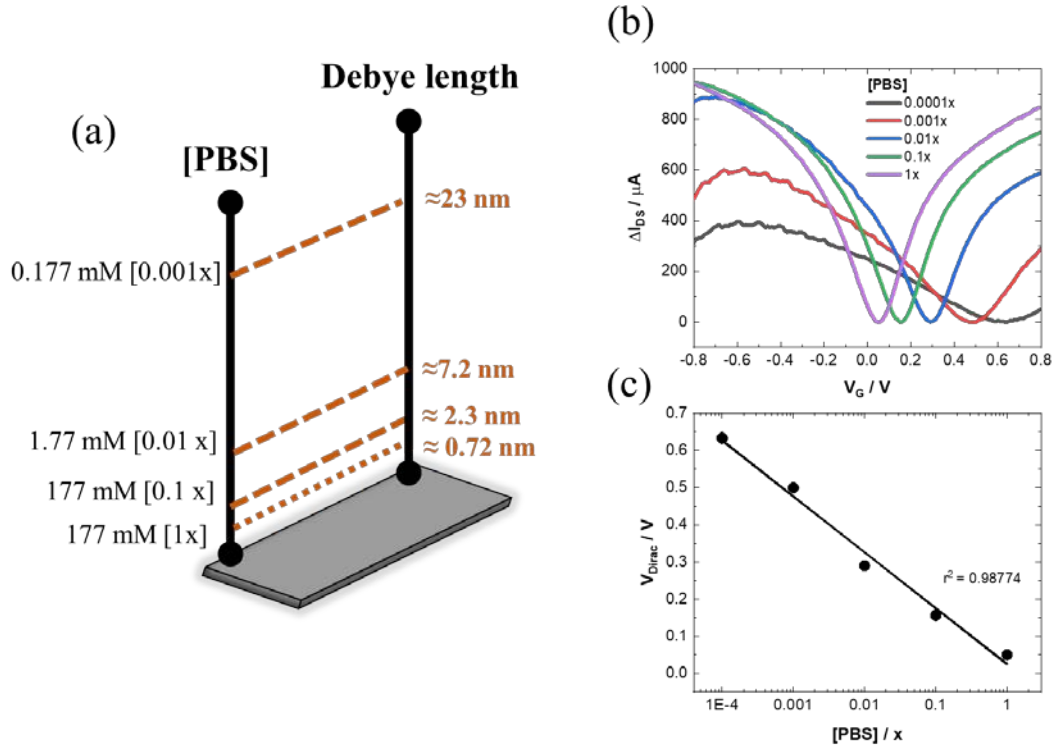 (a)
Debye length
[PBS]
≈23 nm
0.177 mM [0.001x]
≈7.2 nm
1.77 mM [0.01 x]
≈ 2.3 nm
≈ 0.72 nm
177 mM [0.1 x]
177 mM [1x]
(b)
1000
800
600
400
200
0
ΔI_DS / μA
[PBS]
0.0001x
0.001x
0.01x
0.1x
1x
-0.8 -0.6 -0.4 -0.2 0.0 0.2 0.4 0.6 0.8
V_G / V
(c)
0.7
0.6
0.5
0.4
0.3
0.2
0.1
0.0
V_Dirac / V
r² = 0.98774
1E-4 0.001 0.01 0.1 1
[PBS] / x